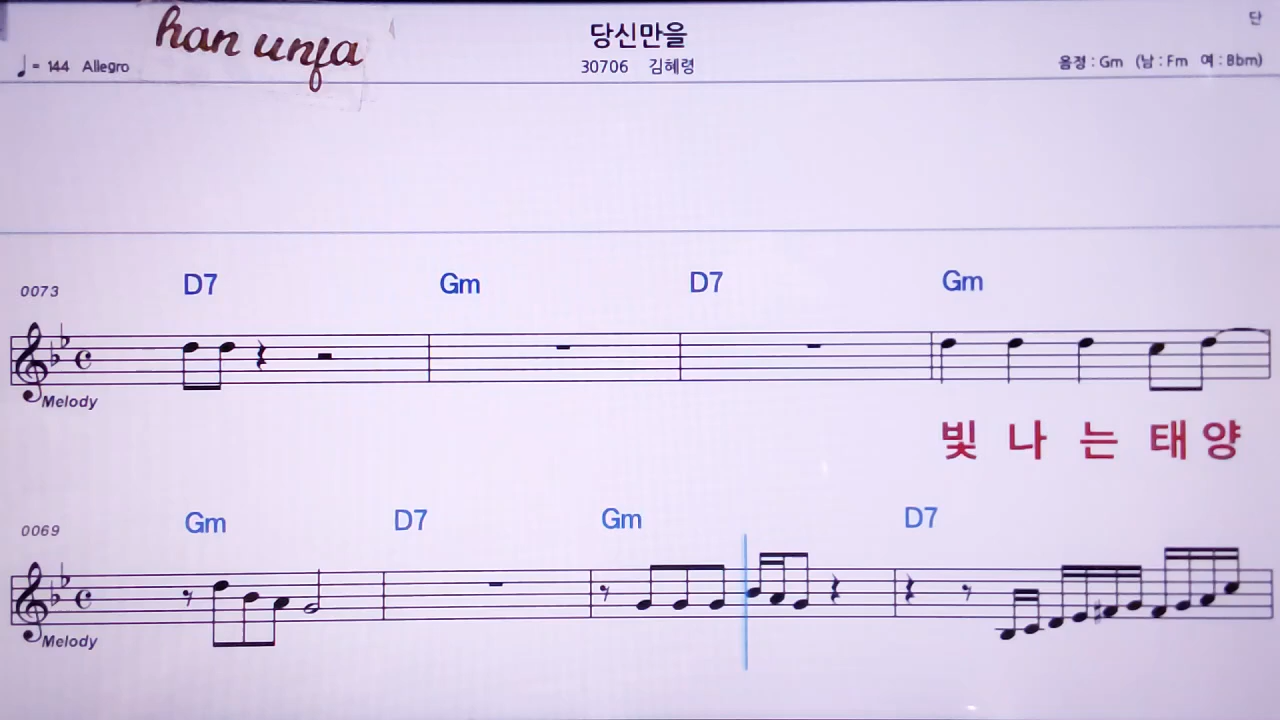 han unfa
당신만을
단
♩= 144 Allegro
30706 김혜령
음정 : Gm (남 : Fm 여 : Bbm)
D7 Gm D7 Gm
0073
Melody
빛 나 는 태 양
Gm D7 Gm D7
0069
Melody